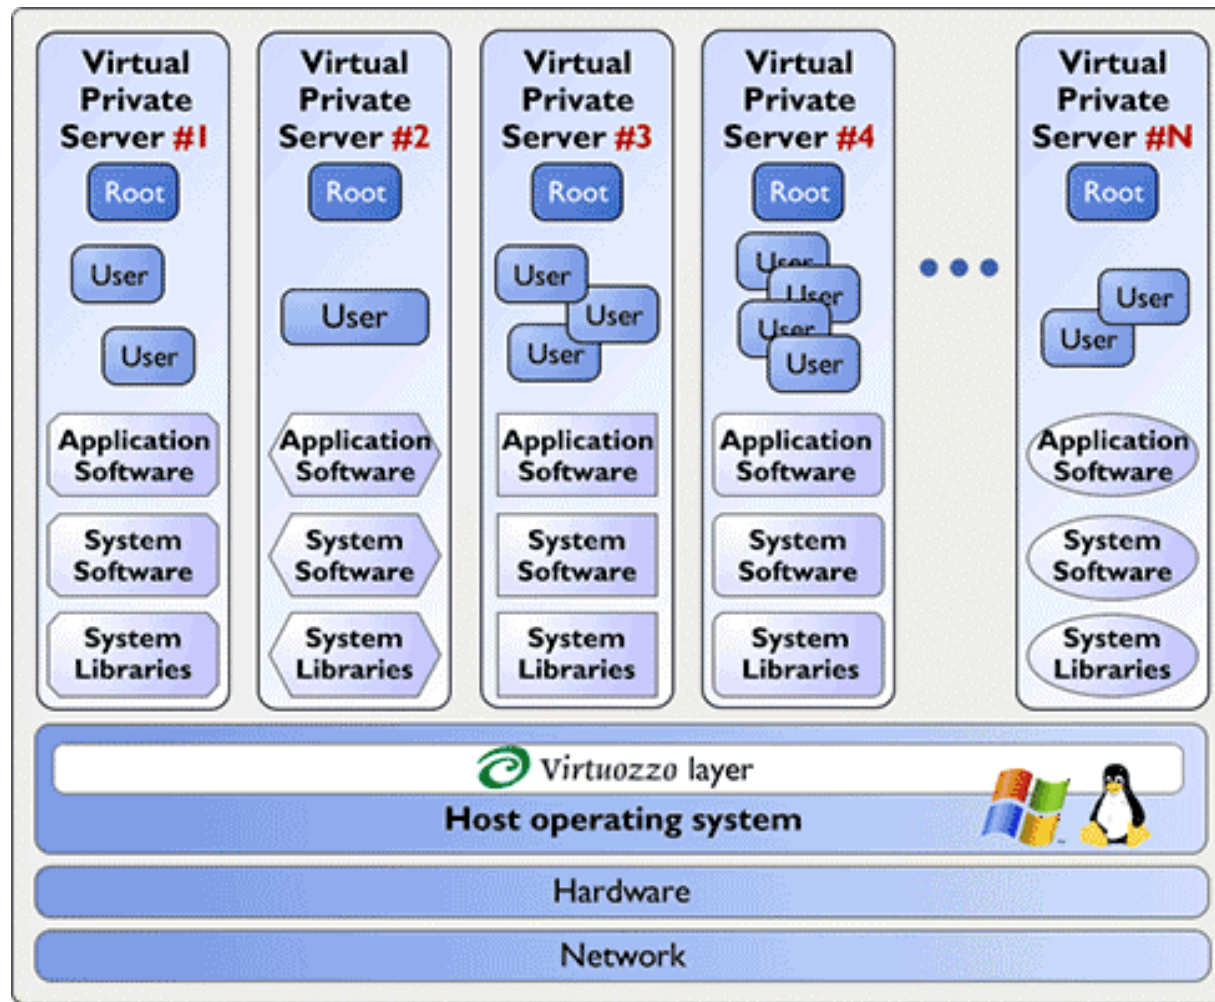 Virtual
Private
Server #1
Root
User
User
Application
Software
System
Software
System
Libraries
Virtual
Private
Server #2
Root
User
Application
Software
System
Software
System
Libraries
Virtual
Private
Server #3
Root
User
User
User
Application
Software
System
Software
System
Libraries
Virtual
Private
Server #4
Root
User
User
User
User
Application
Software
System
Software
System
Libraries
Virtual
Private
Server #N
Root
User
User
Application
Software
System
Software
System
Libraries
Virtuozzo layer
Host operating system
Hardware
Network